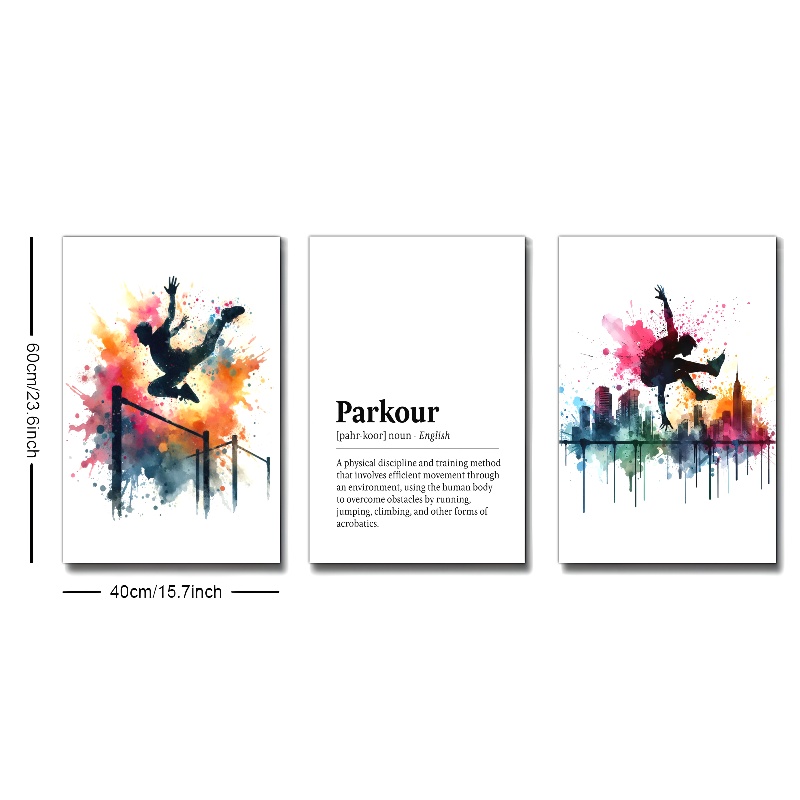 60cm/23.6inch
Parkour
[pahr·koor] noun · English
A physical discipline and training method
that involves efficient movement through
an environment, using the human body
to overcome obstacles by running,
jumping, climbing, and other forms of
acrobatics.
40cm/15.7inch